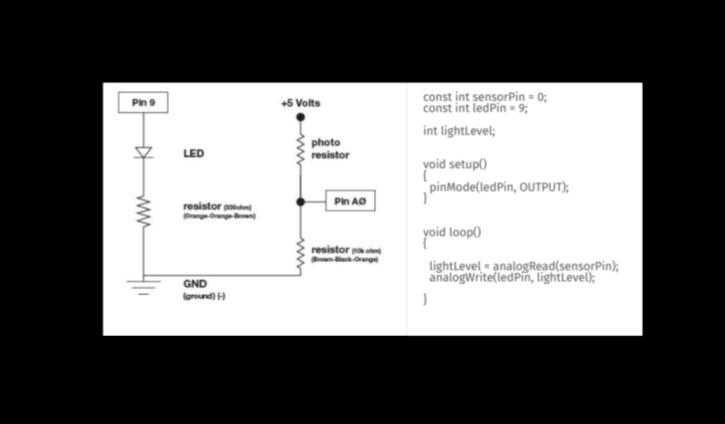 Pin 9
+5 Volts
LED
photo
resistor
resistor (330ohm)
(Orange-Orange-Brown)
Pin AØ
resistor (10k ohm)
(Brown-Black-Orange)
GND
(ground) (-)
const int sensorPin = 0;
const int ledPin = 9;
int lightLevel;
void setup()
{
pinMode(ledPin, OUTPUT);
}
void loop()
{
lightLevel = analogRead(sensorPin);
analogWrite(ledPin, lightLevel);
}